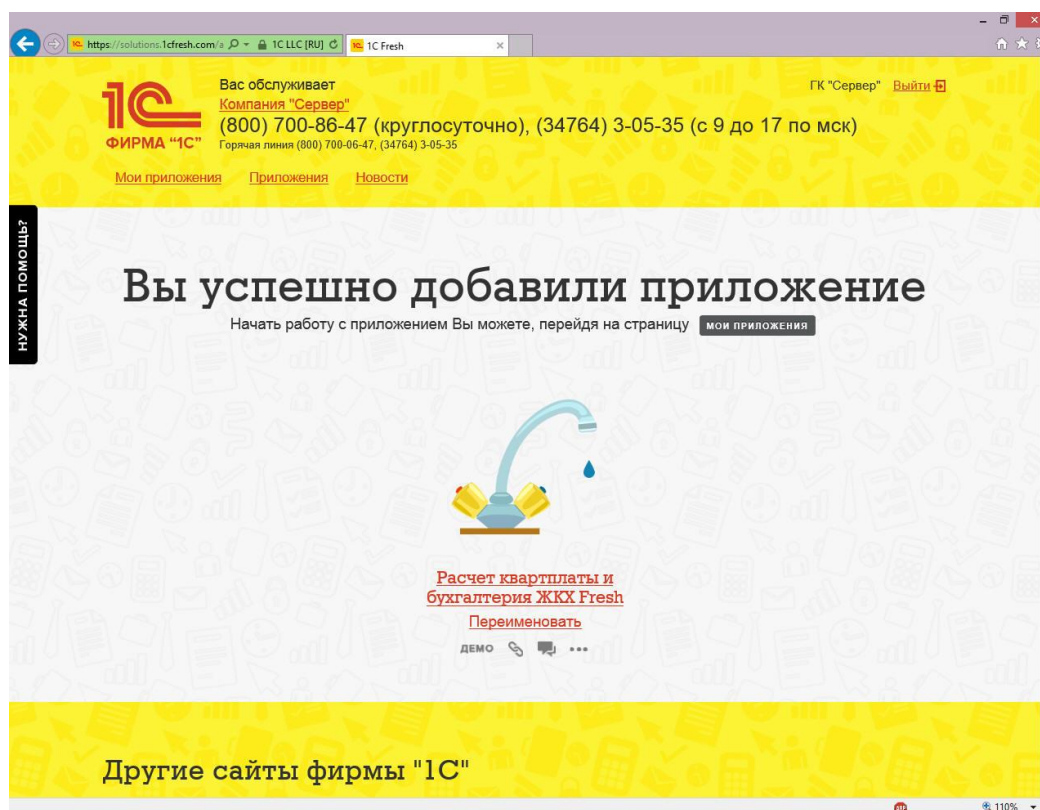 https://solutions.1cfresh.com/a
1C LLC [RU]
1C Fresh
1С
ФИРМА "1С"
Вас обслуживает
Компания "Сервер"
(800) 700-86-47 (круглосуточно), (34764) 3-05-35 (с 9 до 17 по мск)
Горячая линия (800) 700-06-47, (34764) 3-05-35
ГК "Сервер" Выйти
Мои приложения Приложения Новости
НУЖНА ПОМОЩЬ?
Вы успешно добавили приложение
Начать работу с приложением Вы можете, перейдя на страницу МОИ ПРИЛОЖЕНИЯ
Расчет квартплаты и
бухгалтерия ЖКХ Fresh
Переименовать
ДЕМО
Другие сайты фирмы "1С"
110%